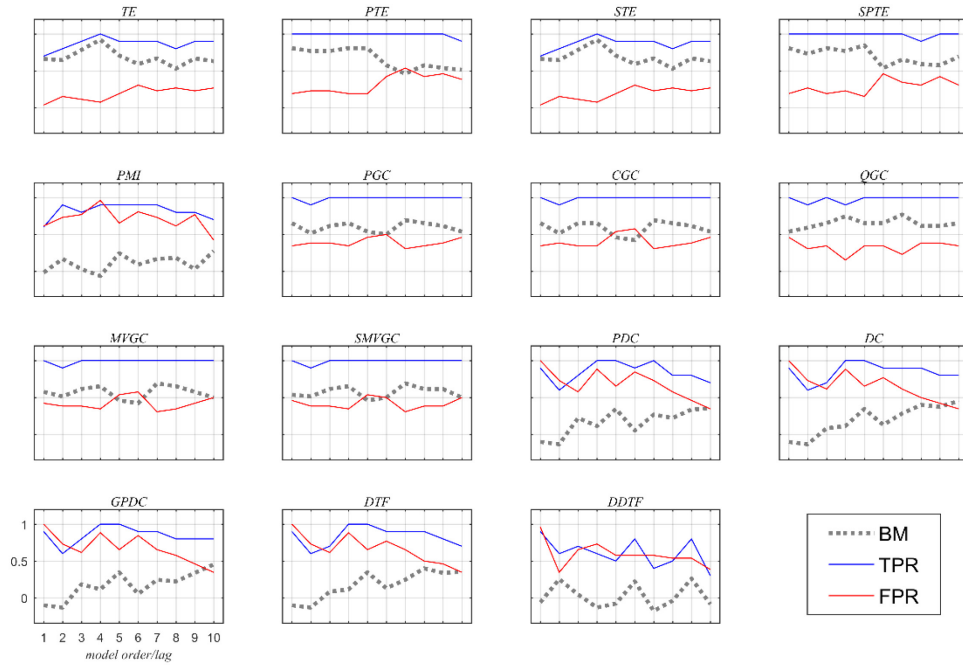 TE PTE STE SPTE
PMI PGC CGC QGC
MVGC SMVGC PDC DC
GPDC DTF DDTF
1
0.5
0
1 2 3 4 5 6 7 8 9 10
model order/lag
BM
TPR
FPR